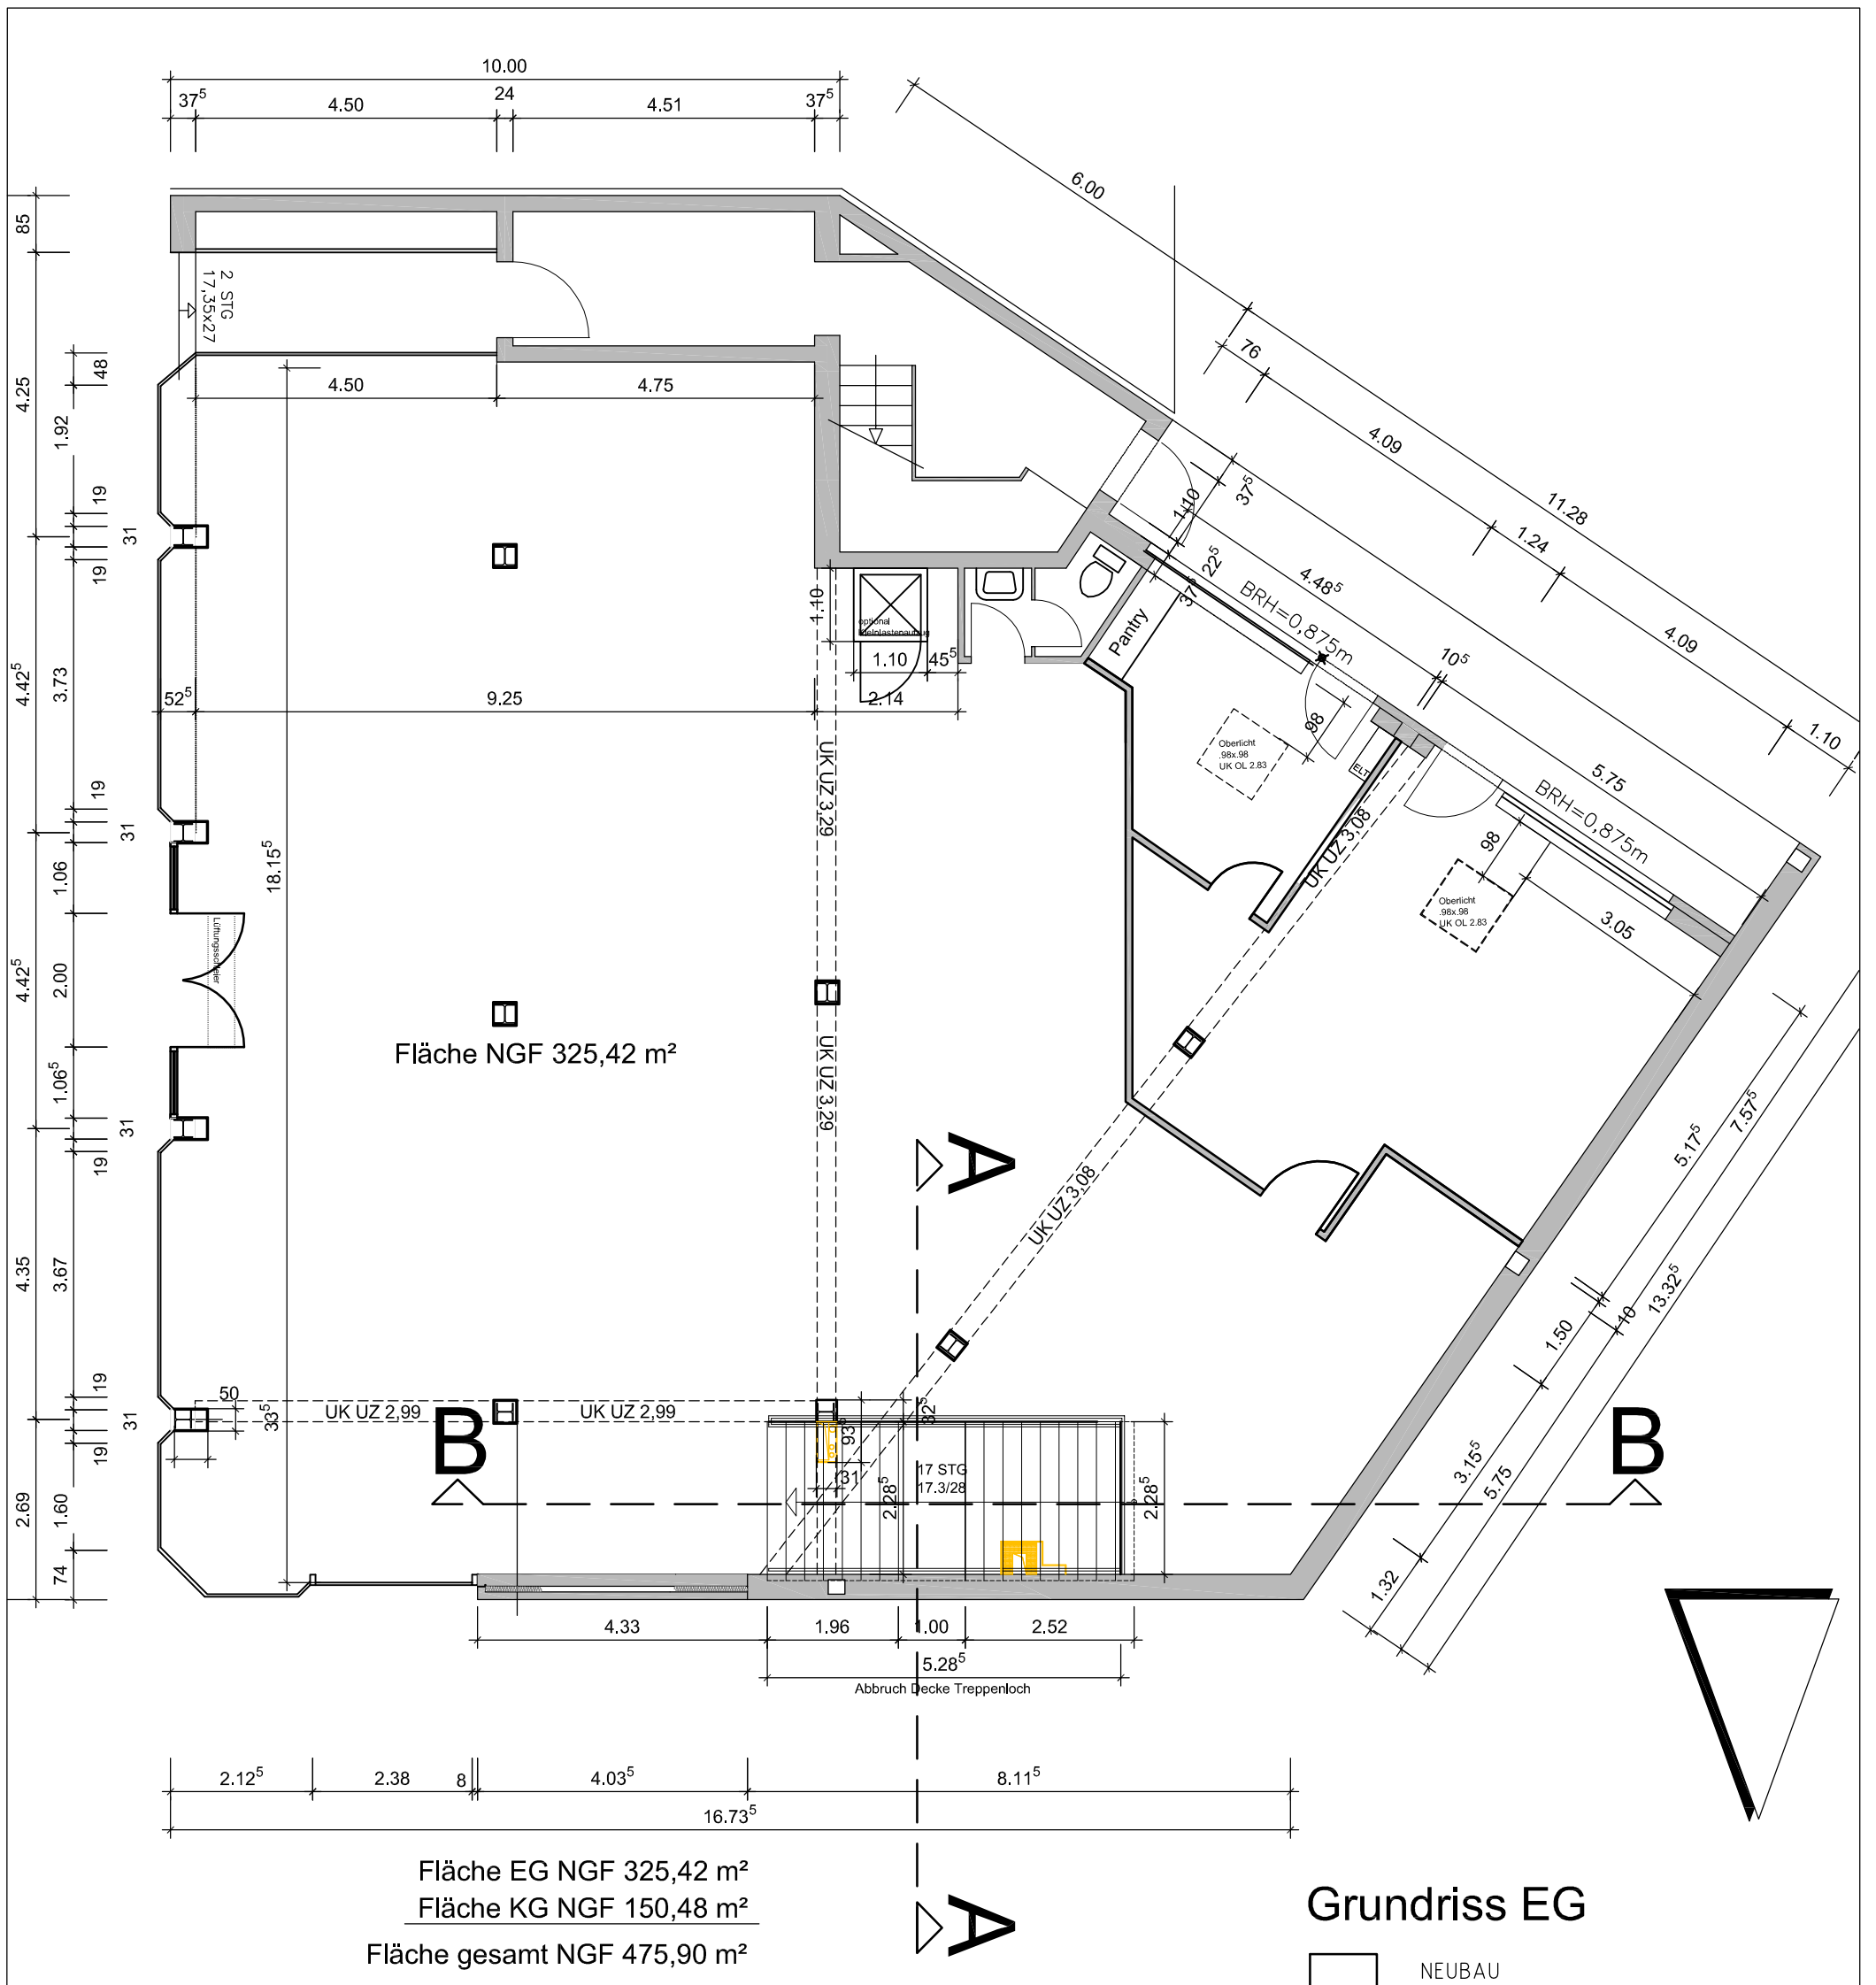 10.00
37⁵ 4.50 24 4.51 37⁵
6.00
85
2 STG
17,35x27
4.25
48
1.92
19
31
19
4.50 4.75
76
4.09
11.28
1.24
4.09
1.10
37⁵
1.10
22⁵
37⁵
4.48⁵
BRH=0,875m
10⁵
5.75
BRH=0,875m
Pantry
1.10
optional
1.10 45⁵
2.14
52⁵ 9.25
4.42⁵
3.73
19
31
UK UZ 3,29
98
Oberlicht
.98x.98
UK OL 2.83
ELT
UK UZ 3,08
98
Oberlicht
.98x.98
UK OL 2.83
3.05
18.15⁵
1.06
4.42⁵
2.00
1.06⁵
31
19
Fläche NGF 325,42 m²
UK UZ 3,29
A
UK UZ 3,08
5.17⁵
7.57⁵
13.32⁵
10
1.50
3.15⁵
5.75
1.32
4.35
3.67
19
31
19
50
33⁵
UK UZ 2,99 UK UZ 2,99
B B
93⁵
32⁵
31
17 STG
17.3/28
2.28⁵
2.28⁵
2.69
1.60
74
4.33 1.96 1.00 2.52
5.28⁵
Abbruch Decke Treppenloch
2.12⁵ 2.38 8 4.03⁵ 8.11⁵
16.73⁵
Fläche EG NGF 325,42 m²
Fläche KG NGF 150,48 m²
Fläche gesamt NGF 475,90 m²
A
Grundriss EG
NEUBAU